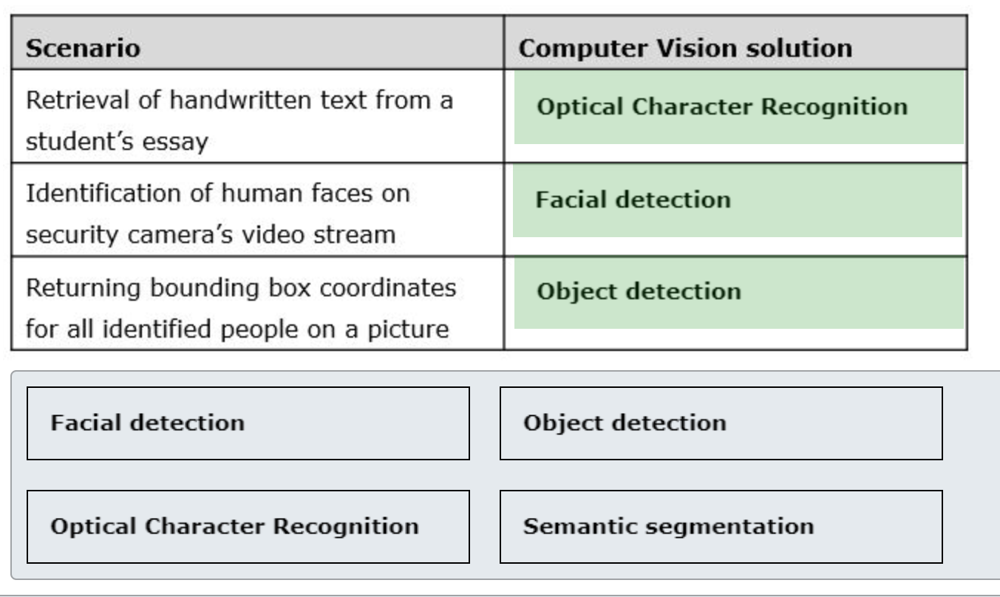 Scenario
Computer Vision solution
Retrieval of handwritten text from a
student’s essay
Optical Character Recognition
Identification of human faces on
security camera’s video stream
Facial detection
Returning bounding box coordinates
for all identified people on a picture
Object detection
Facial detection
Object detection
Optical Character Recognition
Semantic segmentation